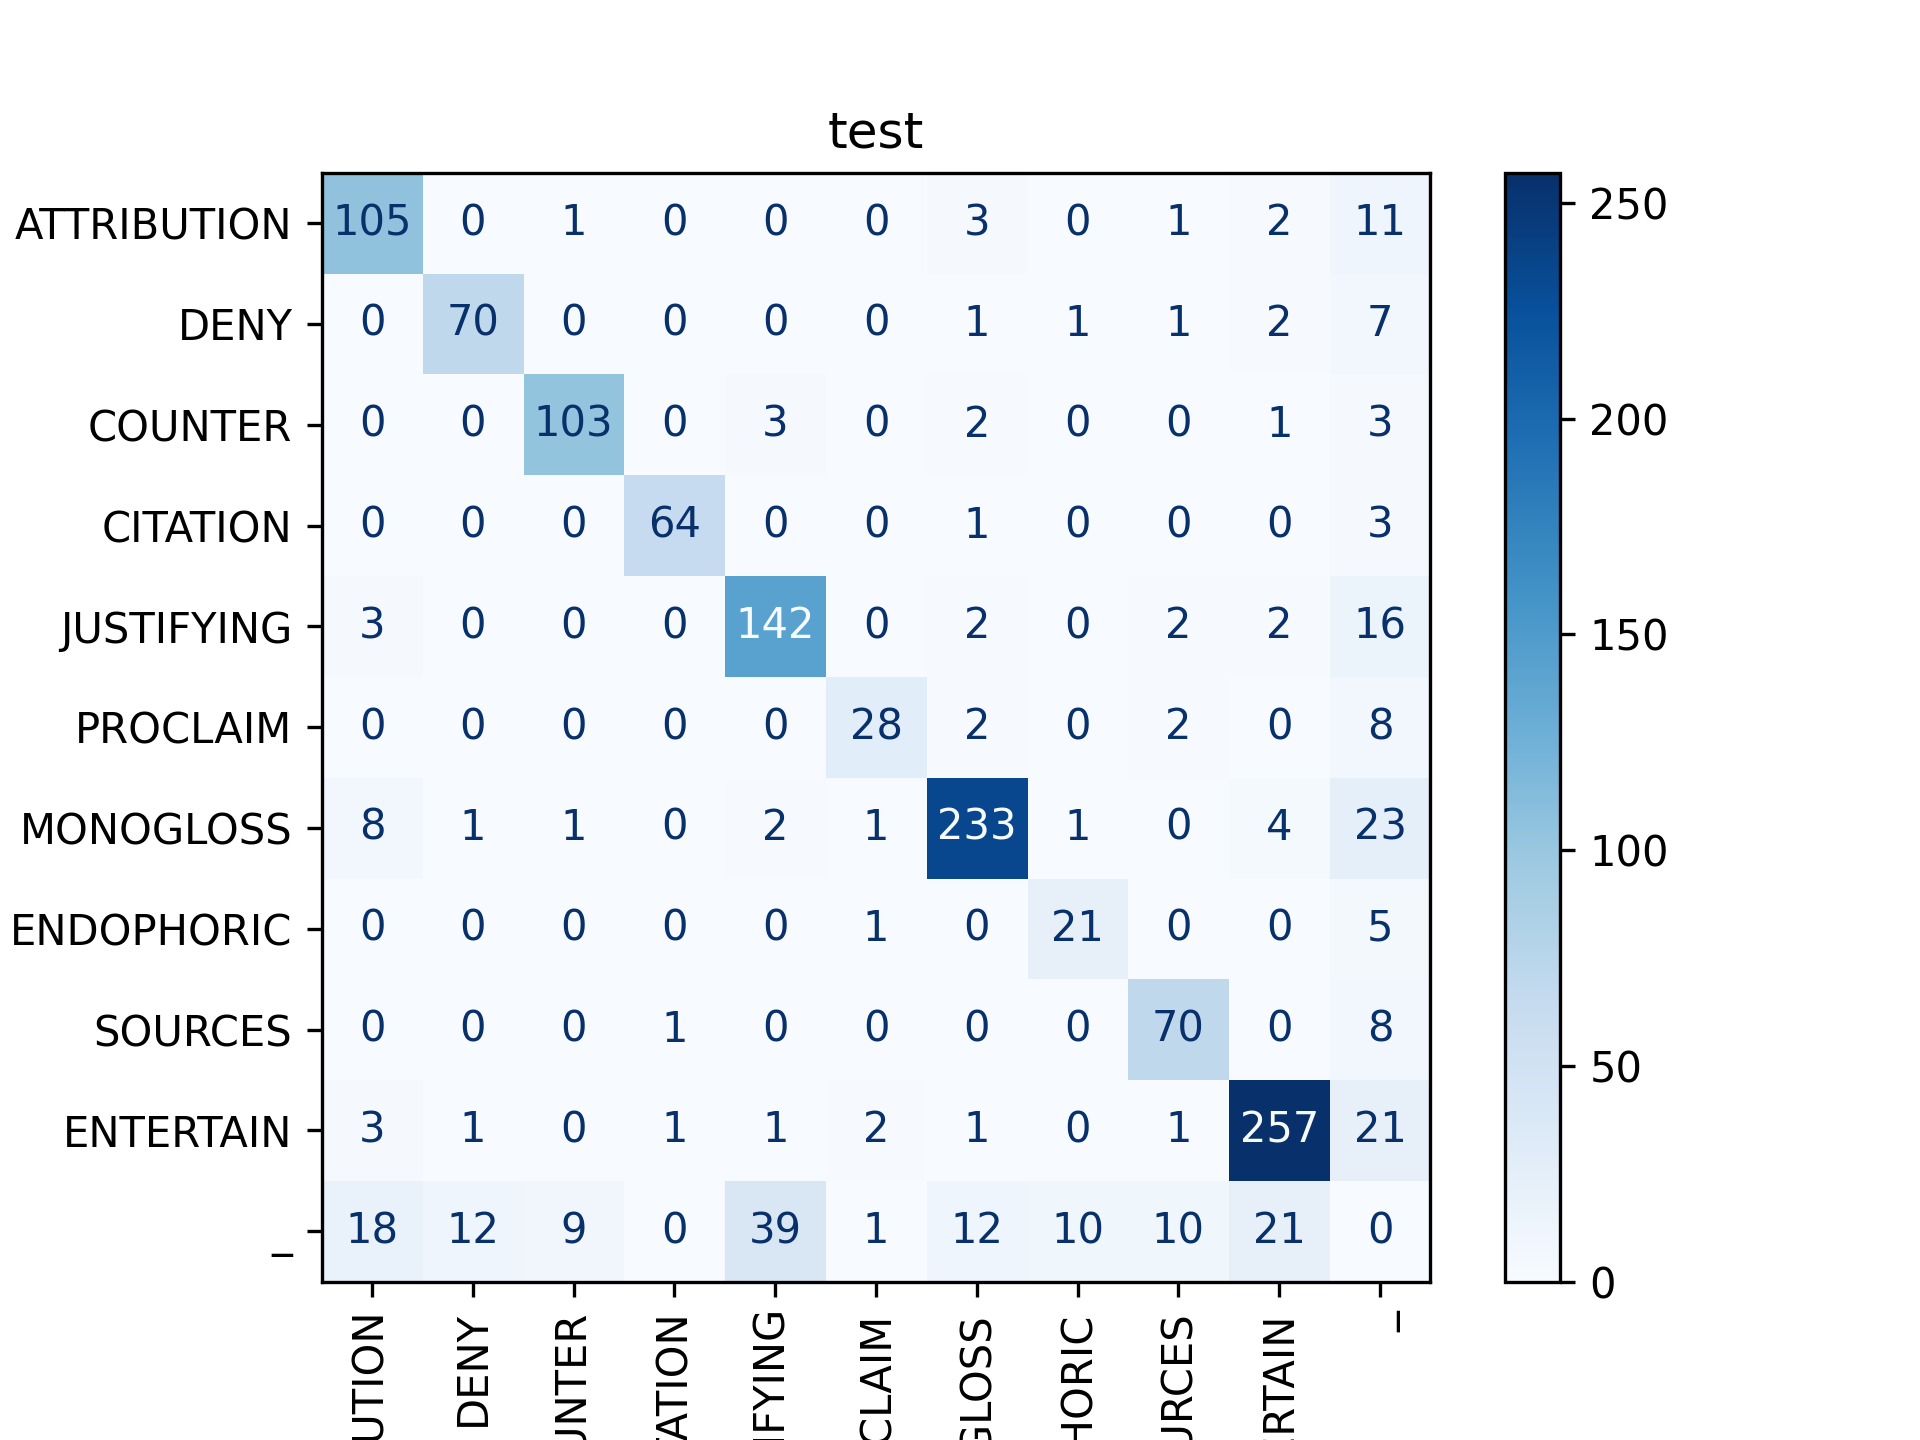 test
ATTRIBUTION 105 0 1 0 0 0 3 0 1 2 11
DENY 0 70 0 0 0 0 1 1 1 2 7
COUNTER 0 0 103 0 3 0 2 0 0 1 3
CITATION 0 0 0 64 0 0 1 0 0 0 3
JUSTIFYING 3 0 0 0 142 0 2 0 2 2 16
PROCLAIM 0 0 0 0 0 28 2 0 2 0 8
MONOGLOSS 8 1 1 0 2 1 233 1 0 4 23
ENDOPHORIC 0 0 0 0 0 1 0 21 0 0 5
SOURCES 0 0 0 1 0 0 0 0 70 0 8
ENTERTAIN 3 1 0 1 1 2 1 0 1 257 21
_ 18 12 9 0 39 1 12 10 10 21 0
UTION
DENY
UNTER
TATION
IFYING
CLAIM
GLOSS
HORIC
URCES
RTAIN
_
250
200
150
100
50
0